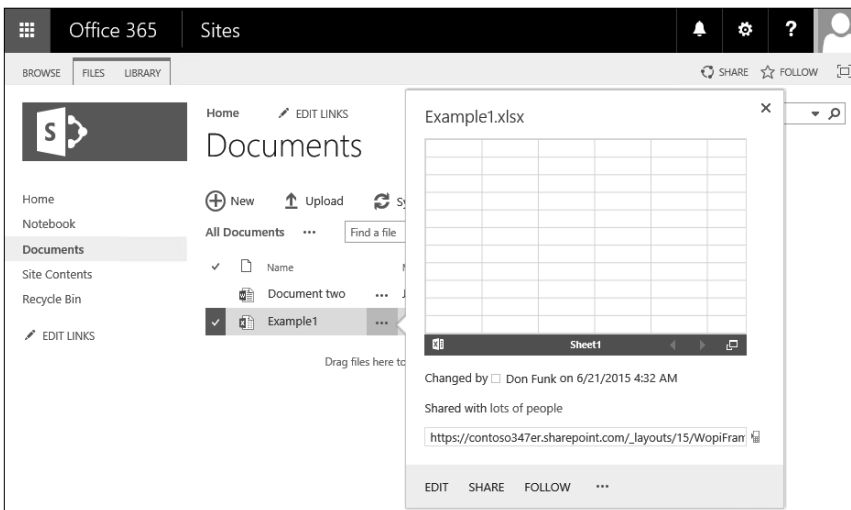 Office 365 Sites ?
BROWSE FILES LIBRARY SHARE FOLLOW
S
Home EDIT LINKS
Documents
Home
Notebook
Documents
Site Contents
Recycle Bin
EDIT LINKS
New Upload
All Documents ••• Find a file
Name
Document two •••
Example1 •••
Drag files here to
Example1.xlsx
Sheet1
Changed by Don Funk on 6/21/2015 4:32 AM
Shared with lots of people
https://contoso347er.sharepoint.com/_layouts/15/WopiFram
EDIT SHARE FOLLOW •••